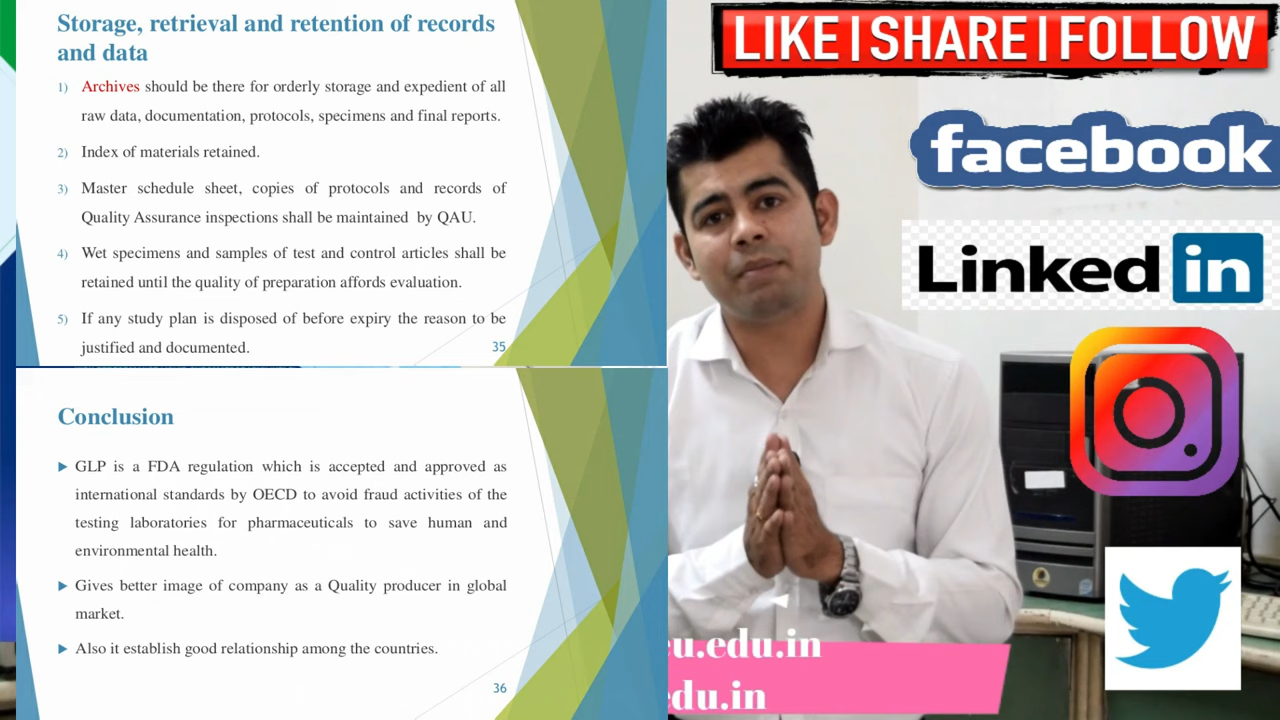 Storage, retrieval and retention of records
and data
1) Archives should be there for orderly storage and expedient of all
raw data, documentation, protocols, specimens and final reports.
2) Index of materials retained.
3) Master schedule sheet, copies of protocols and records of
Quality Assurance inspections shall be maintained by QAU.
4) Wet specimens and samples of test and control articles shall be
retained until the quality of preparation affords evaluation.
5) If any study plan is disposed of before expiry the reason to be
justified and documented.
35
Conclusion
GLP is a FDA regulation which is accepted and approved as
international standards by OECD to avoid fraud activities of the
testing laboratories for pharmaceuticals to save human and
environmental health.
Gives better image of company as a Quality producer in global
market.
Also it establish good relationship among the countries.
36
LIKE|SHARE|FOLLOW
facebook
Linked in
u.edu.in
edu.in